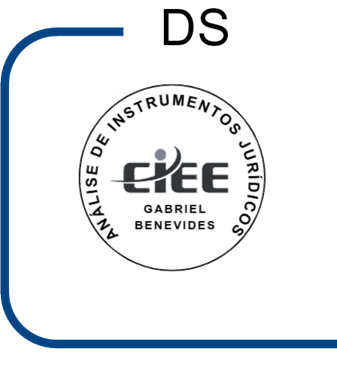 DS
ANÁLISE DE INSTRUMENTOS JURÍDICOS
CIEE
GABRIEL
BENEVIDES